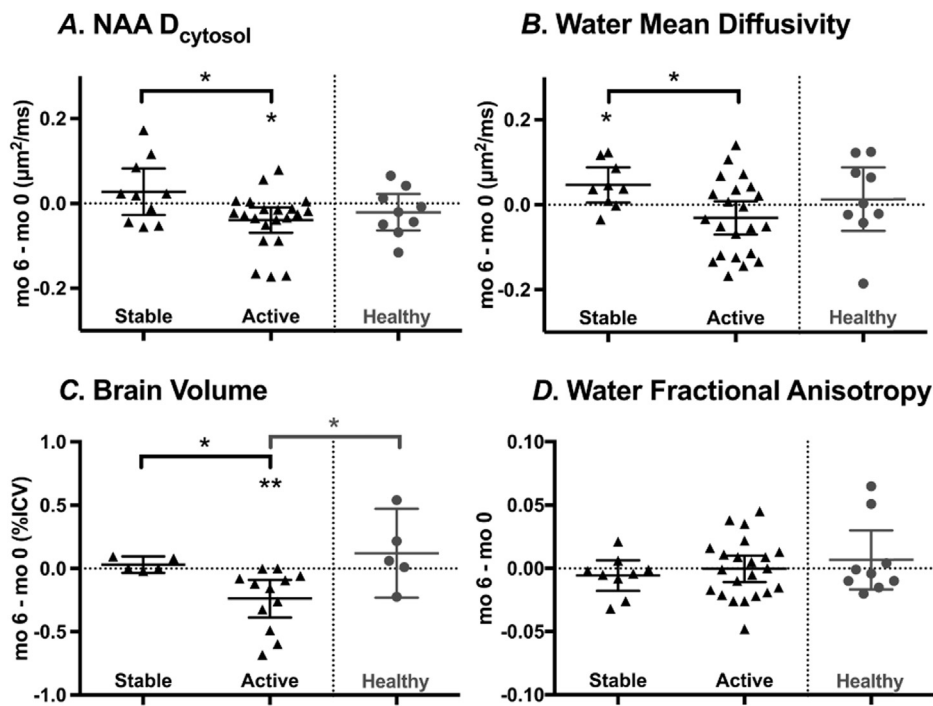 A. NAA Dcytosol
mo 6 - mo 0 (µm²/ms)
0.2
0.0
-0.2
*
*
Stable
Active
Healthy
B. Water Mean Diffusivity
mo 6 - mo 0 (µm²/ms)
0.2
0.0
-0.2
*
*
Stable
Active
Healthy
C. Brain Volume
mo 6 - mo 0 (%ICV)
1.0
0.5
0.0
-0.5
-1.0
*
*
**
Stable
Active
Healthy
D. Water Fractional Anisotropy
mo 6 - mo 0
0.10
0.05
0.00
-0.05
-0.10
Stable
Active
Healthy